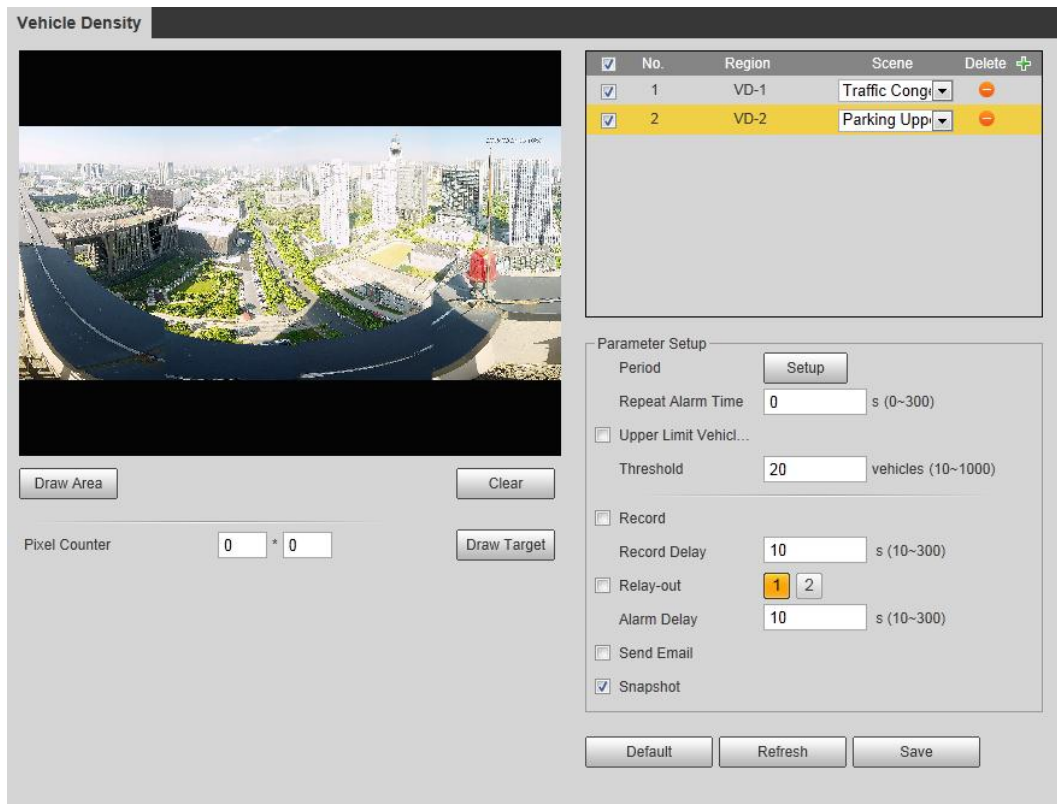 Vehicle Density
No. Region Scene Delete
1 VD-1 Traffic Cong
2 VD-2 Parking Upp
Parameter Setup
Period Setup
Repeat Alarm Time 0 s (0~300)
Upper Limit Vehicl...
Threshold 20 vehicles (10~1000)
Draw Area Clear
Record
Pixel Counter 0 * 0 Draw Target
Record Delay 10 s (10~300)
Relay-out 1 2
Alarm Delay 10 s (10~300)
Send Email
Snapshot
Default Refresh Save